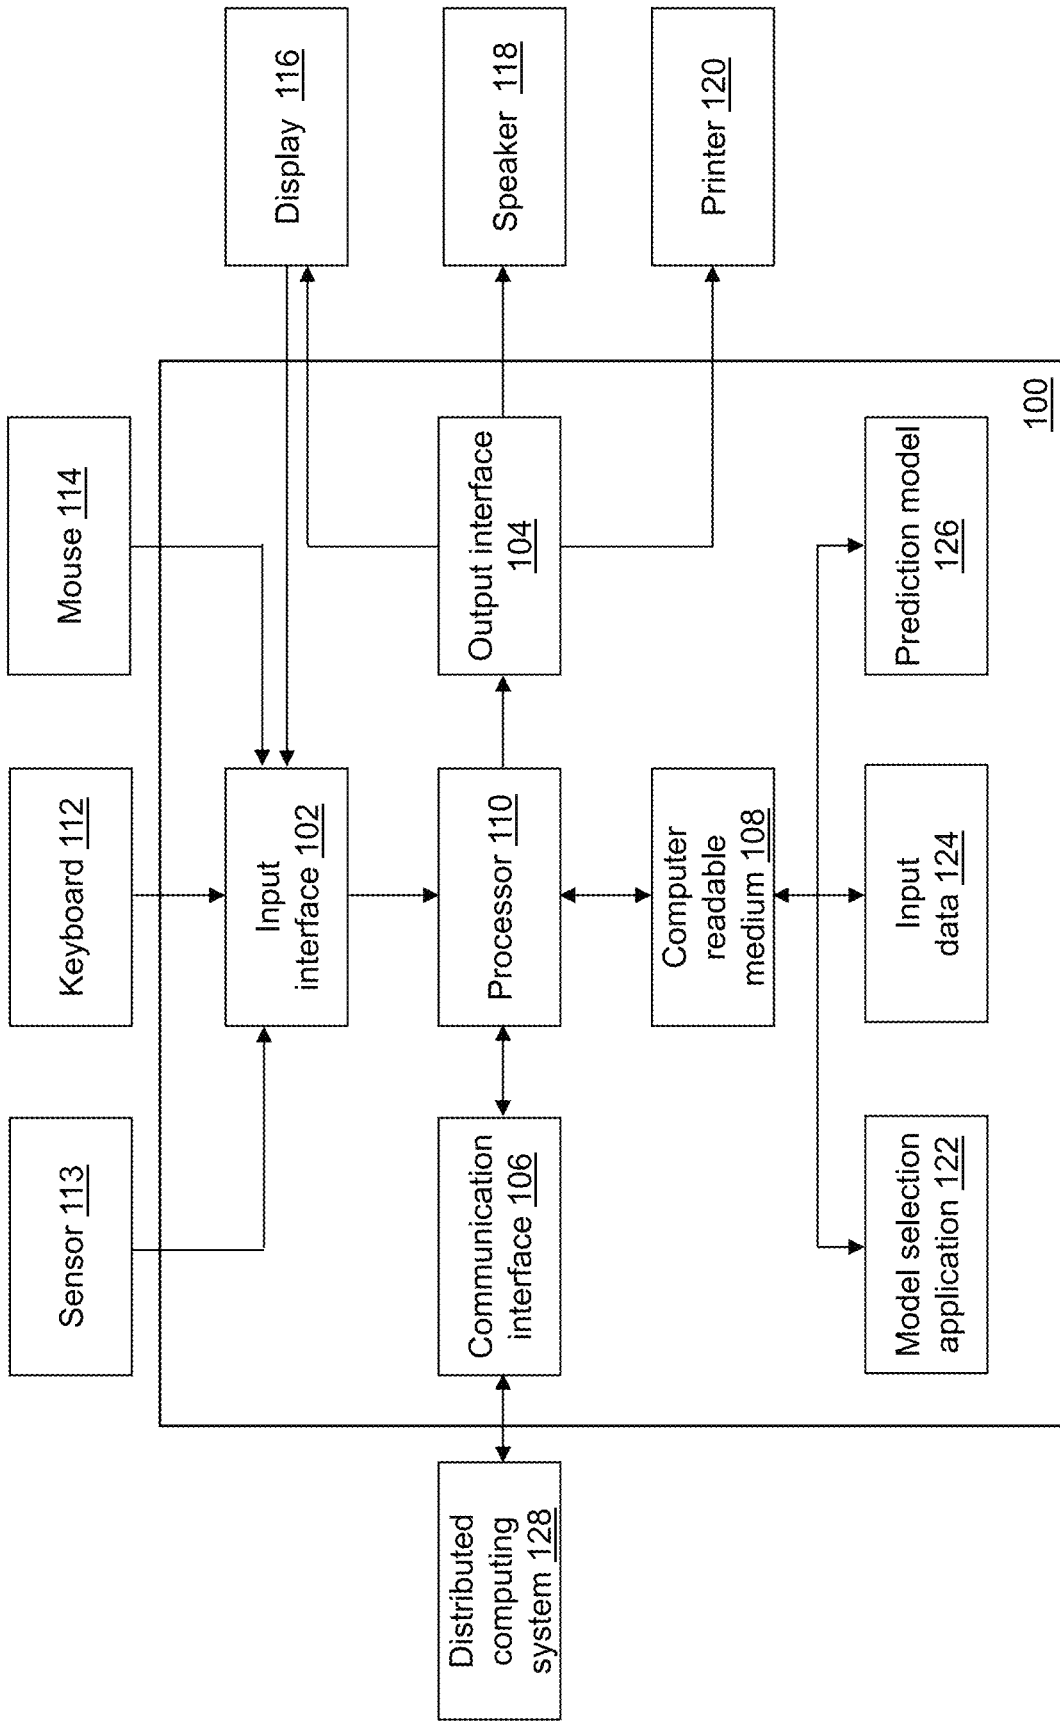 Sensor 113
Keyboard 112
Mouse 114
Display 116
Input
interface 102
Speaker 118
Distributed
computing
system 128
Communication
interface 106
Processor 110
Output interface
104
Printer 120
Computer
readable
medium 108
Model selection
application 122
Input
data 124
Prediction model
126
100